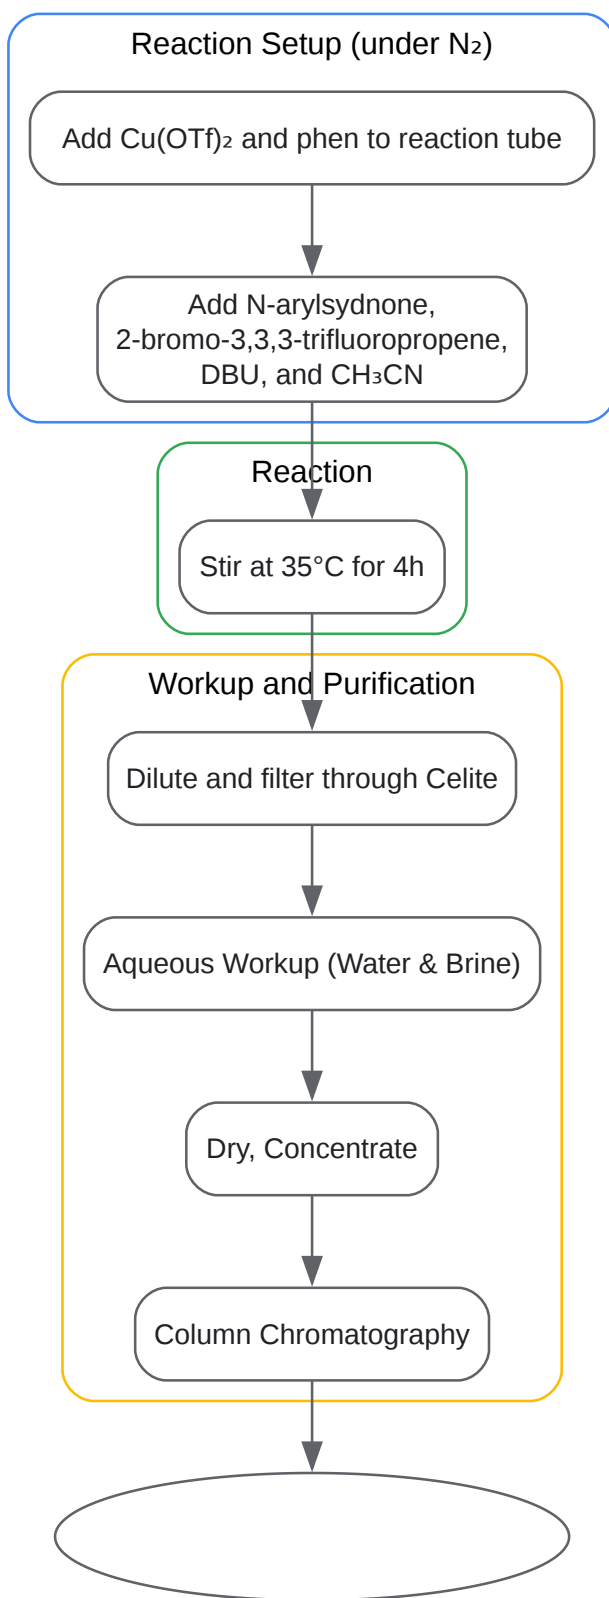 Reaction Setup (under N₂)
Add Cu(OTf)₂ and phen to reaction tube
Add N-arylsydnone,
2-bromo-3,3,3-trifluoropropene,
DBU, and CH₃CN
Reaction
Stir at 35°C for 4h
Workup and Purification
Dilute and filter through Celite
Aqueous Workup (Water & Brine)
Dry, Concentrate
Column Chromatography